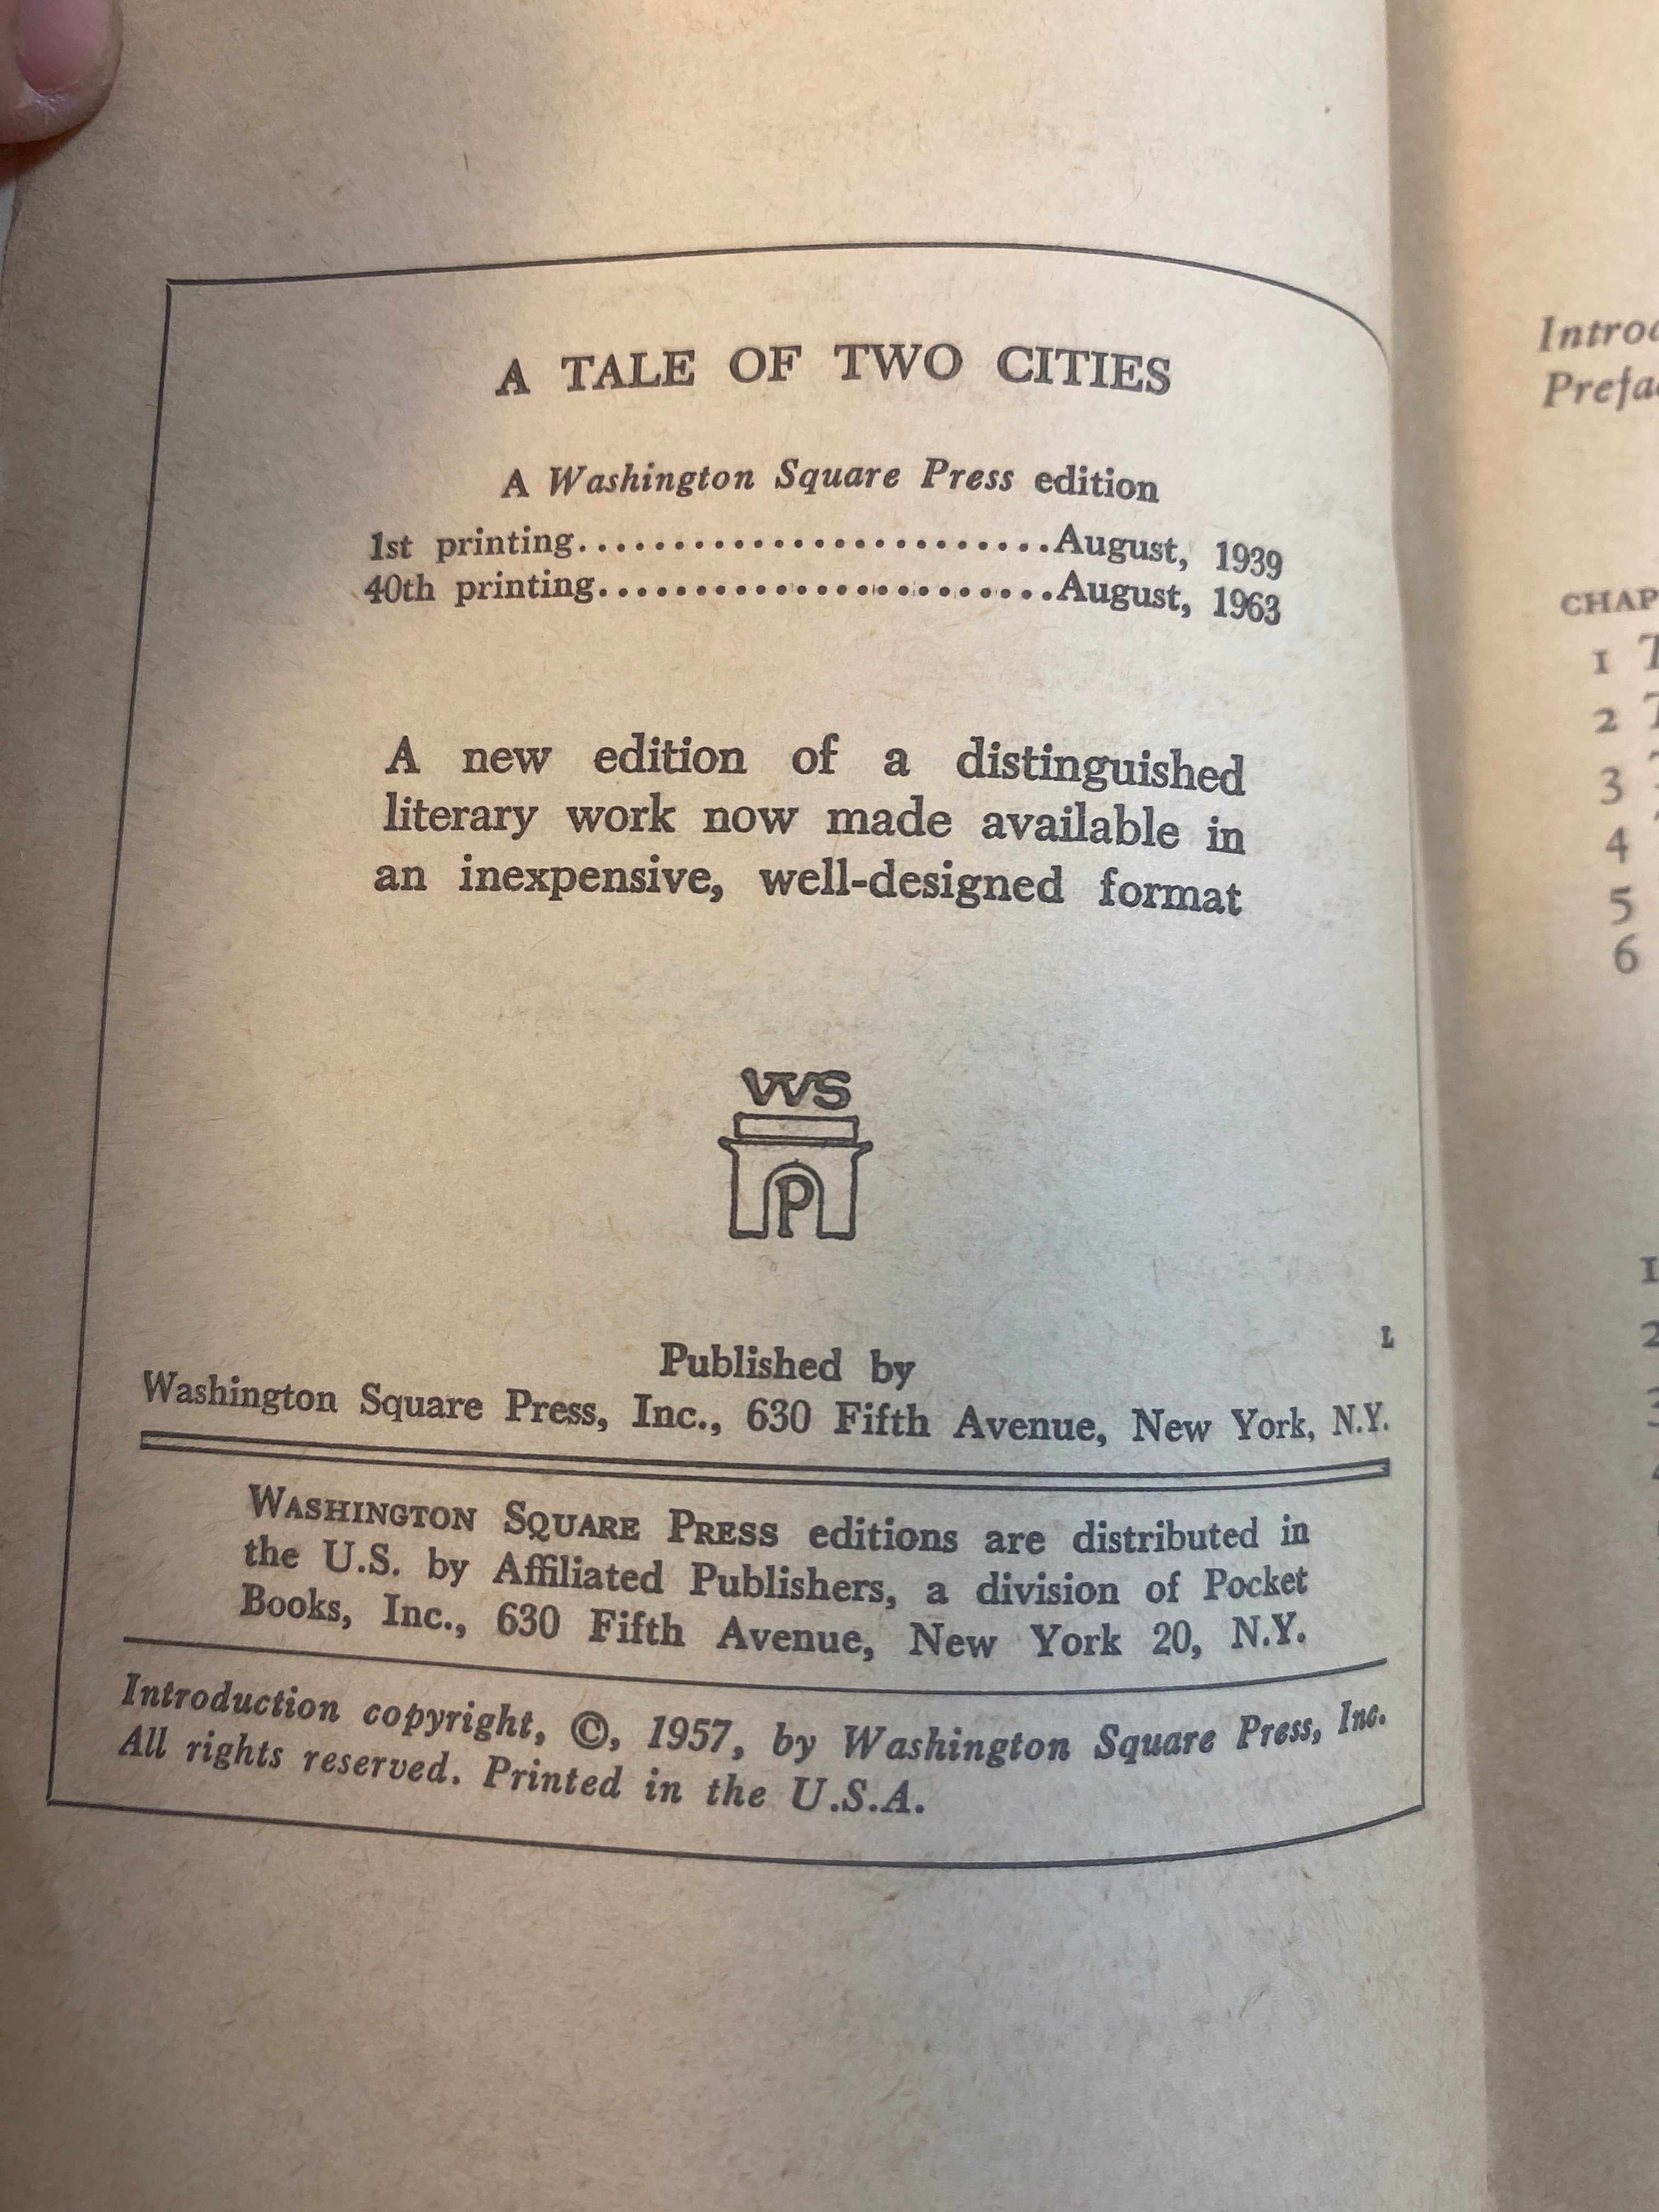 A TALE OF TWO CITIES
A Washington Square Press edition
1st printing.........................August, 1939
40th printing........................August, 1963
A new edition of a distinguished
literary work now made available in
an inexpensive, well-designed format
WS
P
L
Published by
Washington Square Press, Inc., 630 Fifth Avenue, New York, N.Y.
WASHINGTON SQUARE PRESS editions are distributed in
the U.S. by Affiliated Publishers, a division of Pocket
Books, Inc., 630 Fifth Avenue, New York 20, N.Y.
Introduction copyright, ©, 1957, by Washington Square Press, Inc.
All rights reserved. Printed in the U.S.A.
1
2
3
4
5
6
1
2